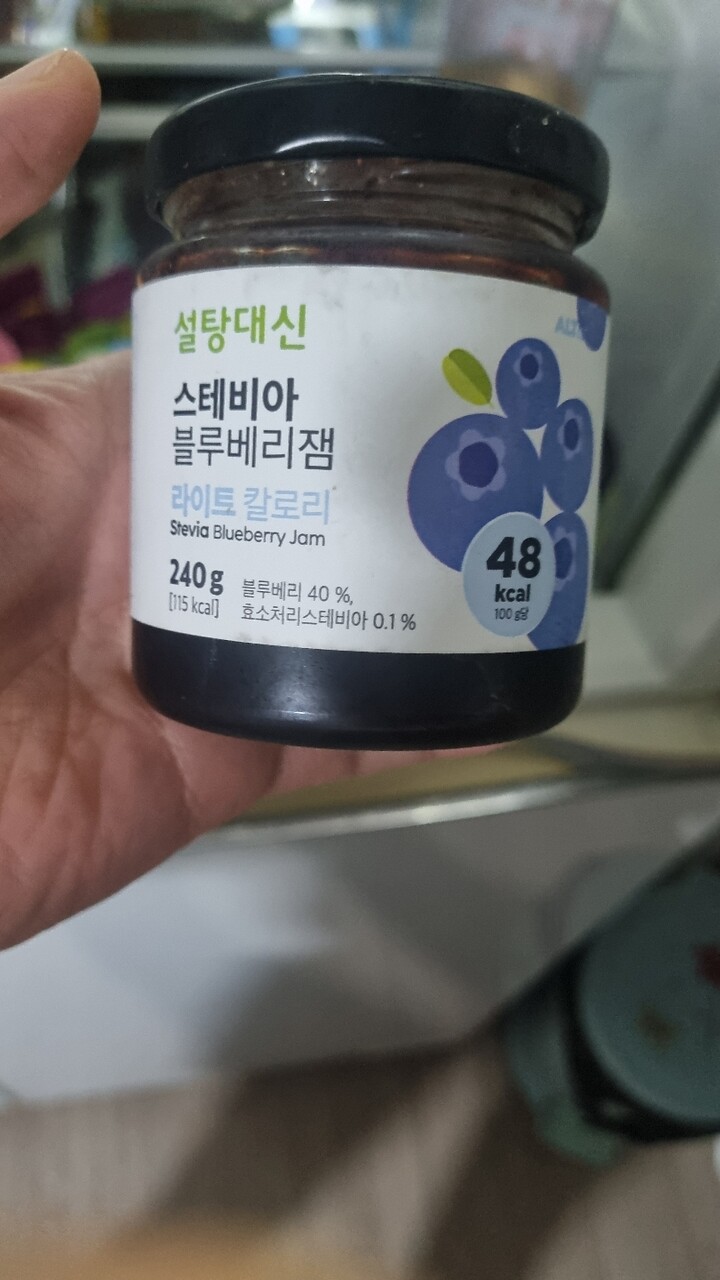 설탕대신
스테비아
블루베리잼
라이트 칼로리
Stevia Blueberry Jam
240 g
[115 kcal]
블루베리 40 %,
효소처리스테비아 0.1 %
48
kcal
100 g당